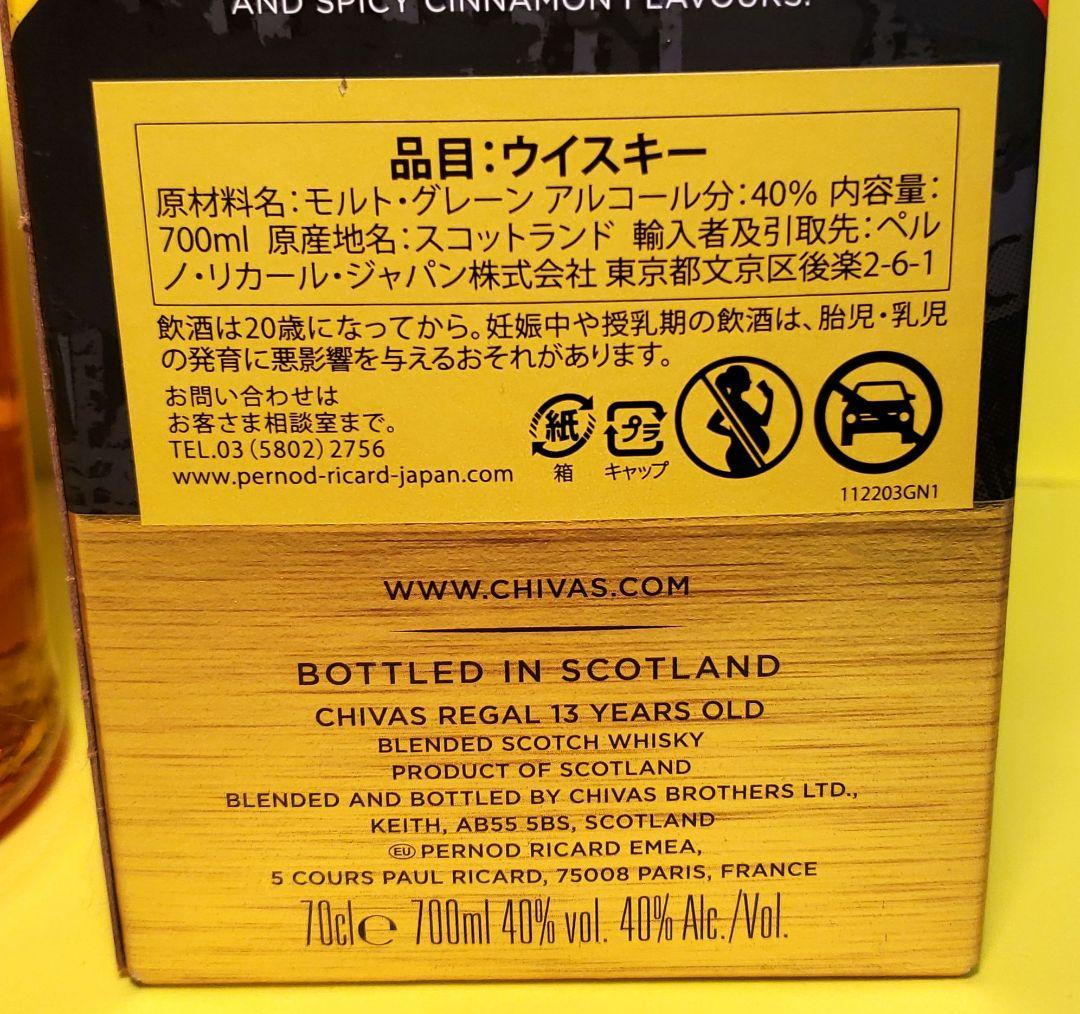 AND SPICY CINNAMON FLAVOURS.
品目:ウイスキー
原材料名:モルト・グレーン アルコール分:40% 内容量:
700ml 原産地名:スコットランド 輸入者及引取先:ペル
ノ・リカール・ジャパン株式会社 東京都文京区後楽2-6-1
飲酒は20歳になってから。妊娠中や授乳期の飲酒は、胎児・乳児
の発育に悪影響を与えるおそれがあります。
お問い合わせは
お客さま相談室まで。
TEL.03(5802)2756
www.pernod-ricard-japan.com
紙 プラ
箱 キャップ
112203GN1
WWW.CHIVAS.COM
BOTTLED IN SCOTLAND
CHIVAS REGAL 13 YEARS OLD
BLENDED SCOTCH WHISKY
PRODUCT OF SCOTLAND
BLENDED AND BOTTLED BY CHIVAS BROTHERS LTD.,
KEITH, AB55 5BS, SCOTLAND
EU PERNOD RICARD EMEA,
5 COURS PAUL RICARD, 75008 PARIS, FRANCE
70cl℮ 700ml 40% vol. 40% Alc./Vol.